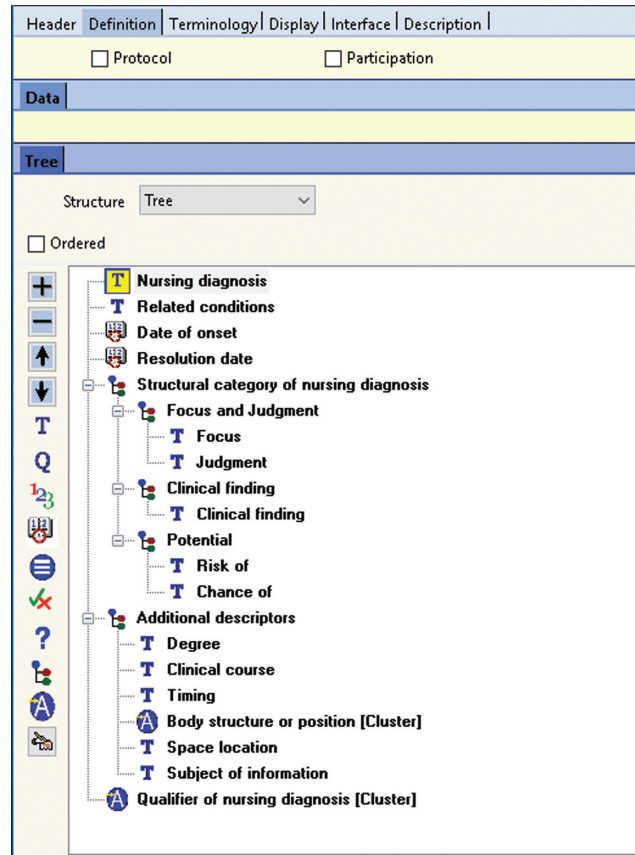 Header Definition Terminology Display Interface Description
Protocol Participation
Data
Tree
Structure Tree
Ordered
T Nursing diagnosis
T Related conditions
Date of onset
Resolution date
Structural category of nursing diagnosis
Focus and Judgment
T Focus
T Judgment
Clinical finding
T Clinical finding
Potential
T Risk of
T Chance of
Additional descriptors
T Degree
T Clinical course
T Timing
A Body structure or position [Cluster]
T Space location
T Subject of information
A Qualifier of nursing diagnosis [Cluster]
T
Q
123
?
A